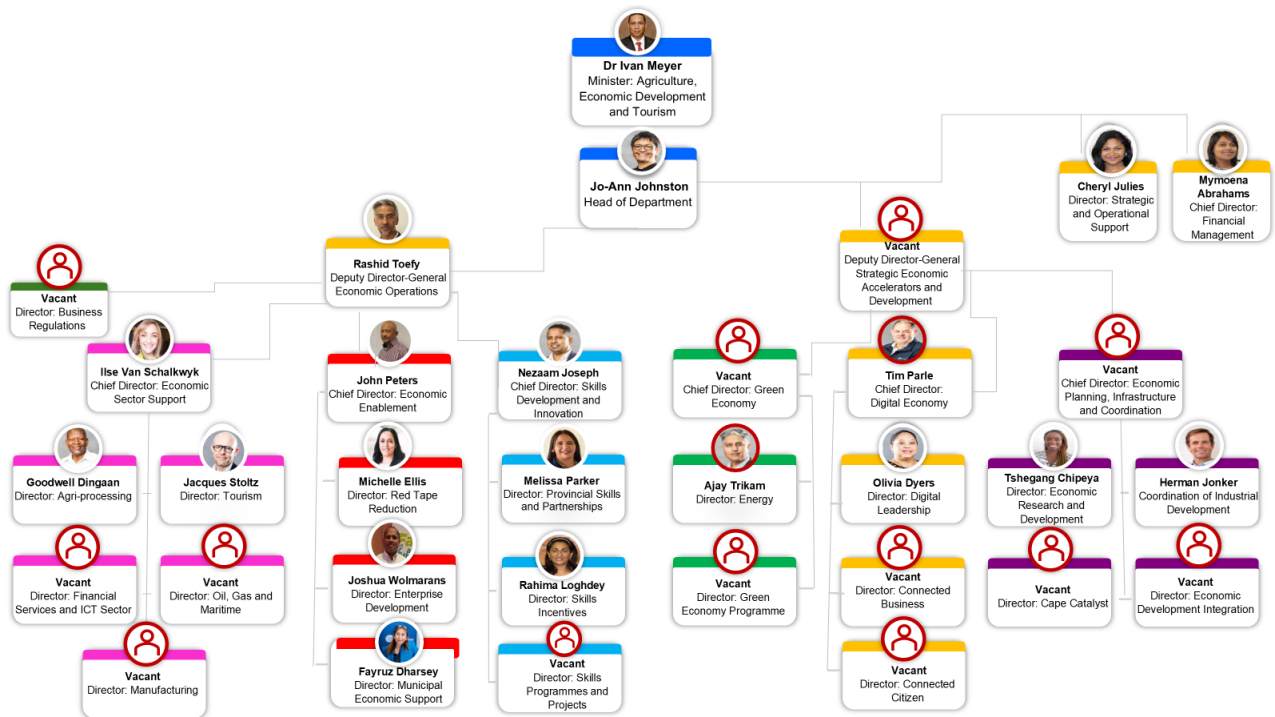 Dr Ivan Meyer
Minister: Agriculture,
Economic Development
and Tourism
Jo-Ann Johnston
Head of Department
Cheryl Julies
Director: Strategic
and Operational
Support
Mymoena
Abrahams
Chief Director:
Financial
Management
Rashid Toefy
Deputy Director-General
Economic Operations
Vacant
Deputy Director-General
Strategic Economic
Accelerators and
Development
Vacant
Director: Business
Regulations
Ilse Van Schalkwyk
Chief Director: Economic
Sector Support
John Peters
Chief Director: Economic
Enablement
Nezaam Joseph
Chief Director: Skills
Development and
Innovation
Vacant
Chief Director: Green
Economy
Tim Parle
Chief Director:
Digital Economy
Vacant
Chief Director: Economic
Planning, Infrastructure
and Coordination
Goodwell Dingaan
Director: Agri-processing
Jacques Stoltz
Director: Tourism
Michelle Ellis
Director: Red Tape
Reduction
Melissa Parker
Director: Provincial Skills
and Partnerships
Ajay Trikam
Director: Energy
Olivia Dyers
Director: Digital
Leadership
Tshegang Chipeya
Director: Economic
Research and
Development
Herman Jonker
Coordination of Industrial
Development
Vacant
Director: Financial
Services and ICT Sector
Vacant
Director: Oil, Gas and
Maritime
Joshua Wolmarans
Director: Enterprise
Development
Rahima Loghdey
Director: Skills
Incentives
Vacant
Director: Green
Economy Programme
Vacant
Director: Connected
Business
Vacant
Director: Cape Catalyst
Vacant
Director: Economic
Development Integration
Vacant
Director: Manufacturing
Fayruz Dharsey
Director: Municipal
Economic Support
Vacant
Director: Skills
Programmes and
Projects
Vacant
Director: Connected
Citizen